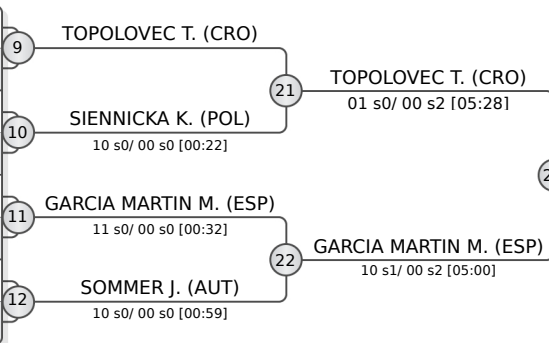 TOPOLOVEC T. (CRO)
9
21
TOPOLOVEC T. (CRO)
01 s0/ 00 s2 [05:28]
SIENNICKA K. (POL)
10
10 s0/ 00 s0 [00:22]
GARCIA MARTIN M. (ESP)
11
11 s0/ 00 s0 [00:32]
22
GARCIA MARTIN M. (ESP)
10 s1/ 00 s2 [05:00]
SOMMER J. (AUT)
12
10 s0/ 00 s0 [00:59]